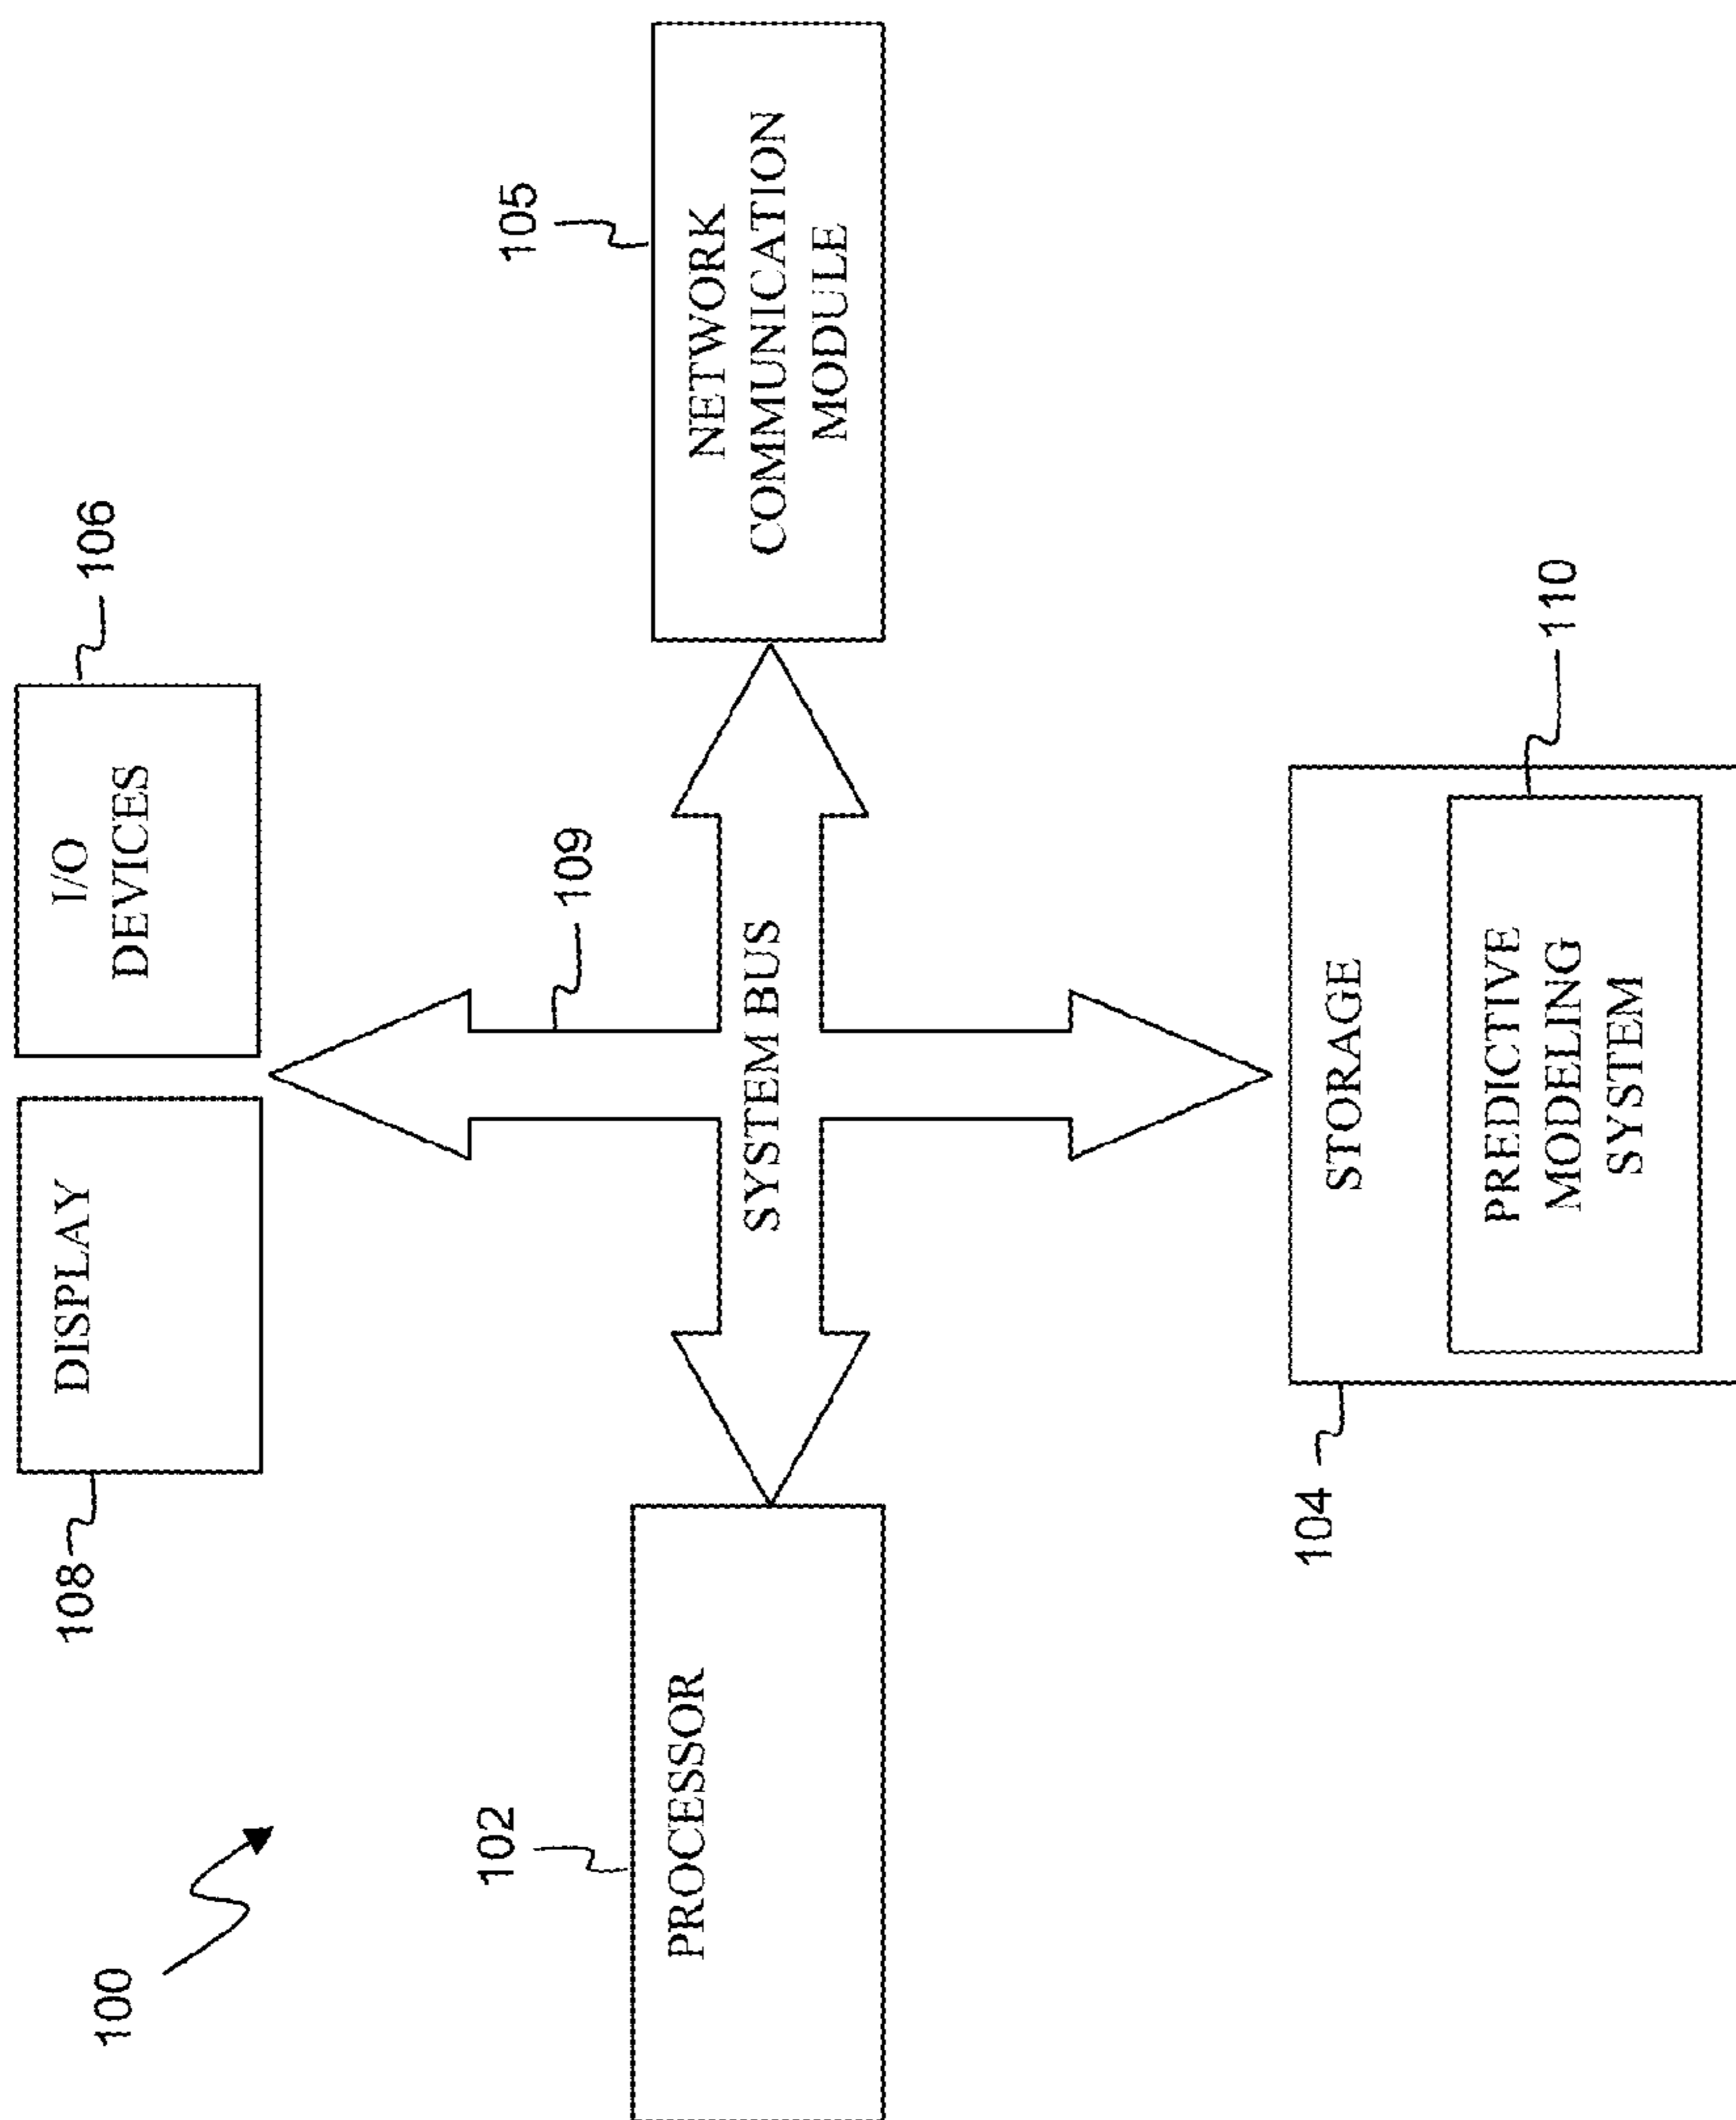 100
108
DISPLAY
I/O
DEVICES
106
109
102
PROCESSOR
SYSTEM BUS
105
NETWORK
COMMUNICATION
MODULE
104
STORAGE
PREDICTIVE
MODELING
SYSTEM
110